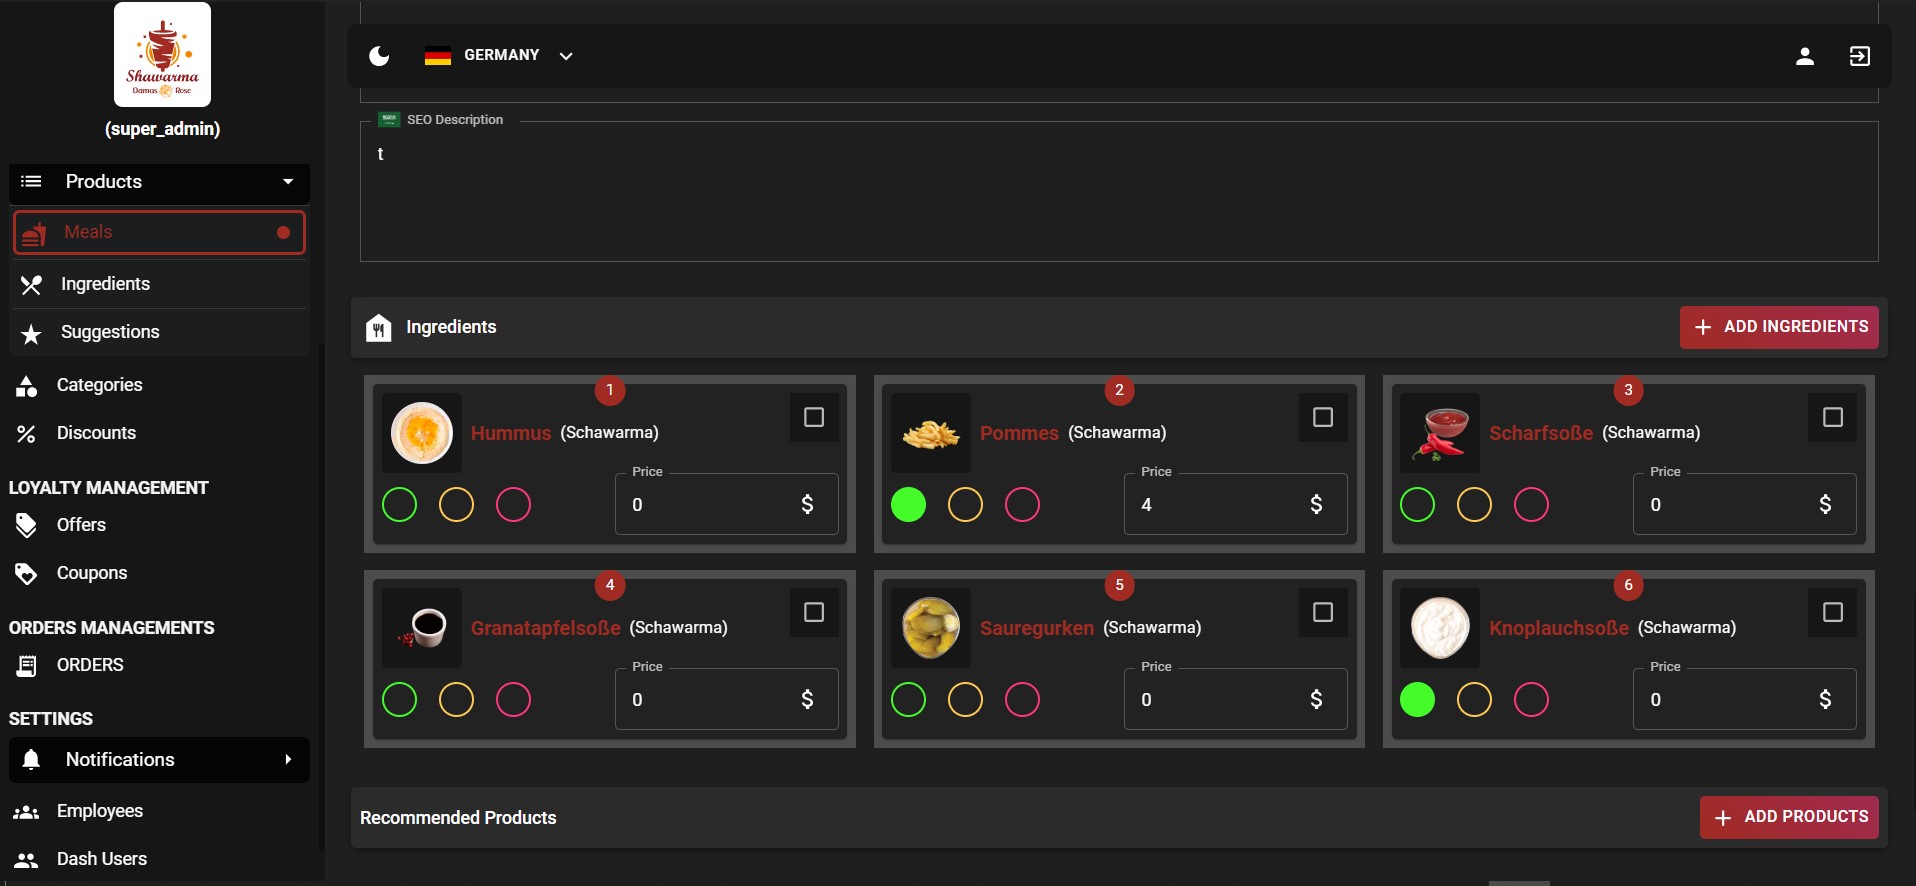 Shawarma
Damas Rose
(super_admin)
Products
Meals
Ingredients
Suggestions
Categories
Discounts
LOYALTY MANAGEMENT
Offers
Coupons
ORDERS MANAGEMENTS
ORDERS
SETTINGS
Notifications
Employees
Dash Users
GERMANY
SEO Description
t
Ingredients
ADD INGREDIENTS
1
Hummus (Schawarma)
Price
0 $
2
Pommes (Schawarma)
Price
4 $
3
Scharfsoße (Schawarma)
Price
0 $
4
Granatapfelsoße (Schawarma)
Price
0 $
5
Sauregurken (Schawarma)
Price
0 $
6
Knoplauchsoße (Schawarma)
Price
0 $
Recommended Products
ADD PRODUCTS